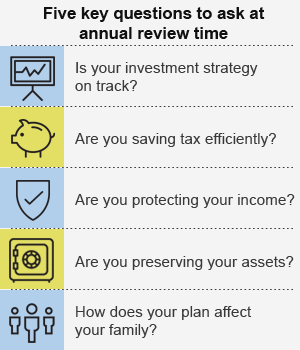 Five key questions to ask at
annual review time
Is your investment strategy
on track?
Are you saving tax efficiently?
Are you protecting your income?
Are you preserving your assets?
How does your plan affect
your family?